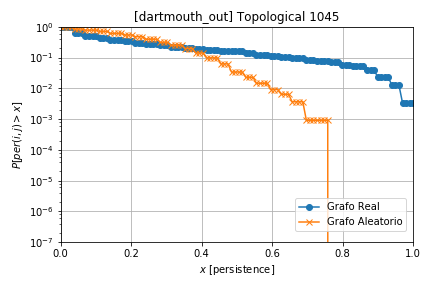 [dartmouth_out] Topological 1045
P[per(i,j) > x]
10^0
10^-1
10^-2
10^-3
10^-4
10^-5
10^-6
10^-7
Grafo Real
Grafo Aleatorio
0.0 0.2 0.4 0.6 0.8 1.0
x [persistence]